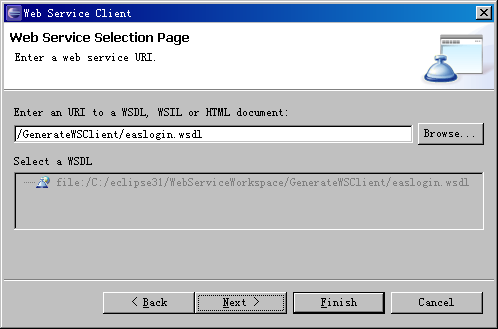 Web Service Client
Web Service Selection Page
Enter a web service URI.
Enter an URI to a WSDL, WSIL or HTML document:
/GenerateWSClient/easlogin.wsdl
Browse...
Select a WSDL
file:/C:/eclipse31/WebServiceWorkspace/GenerateWSClient/easlogin.wsdl
< Back
Next >
Finish
Cancel